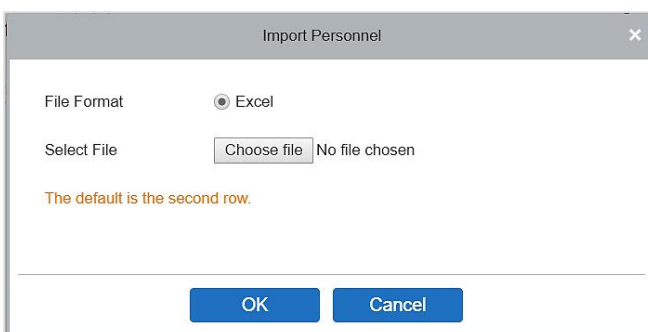 Import Personnel
File Format Excel
Select File Choose file No file chosen
The default is the second row.
OK Cancel